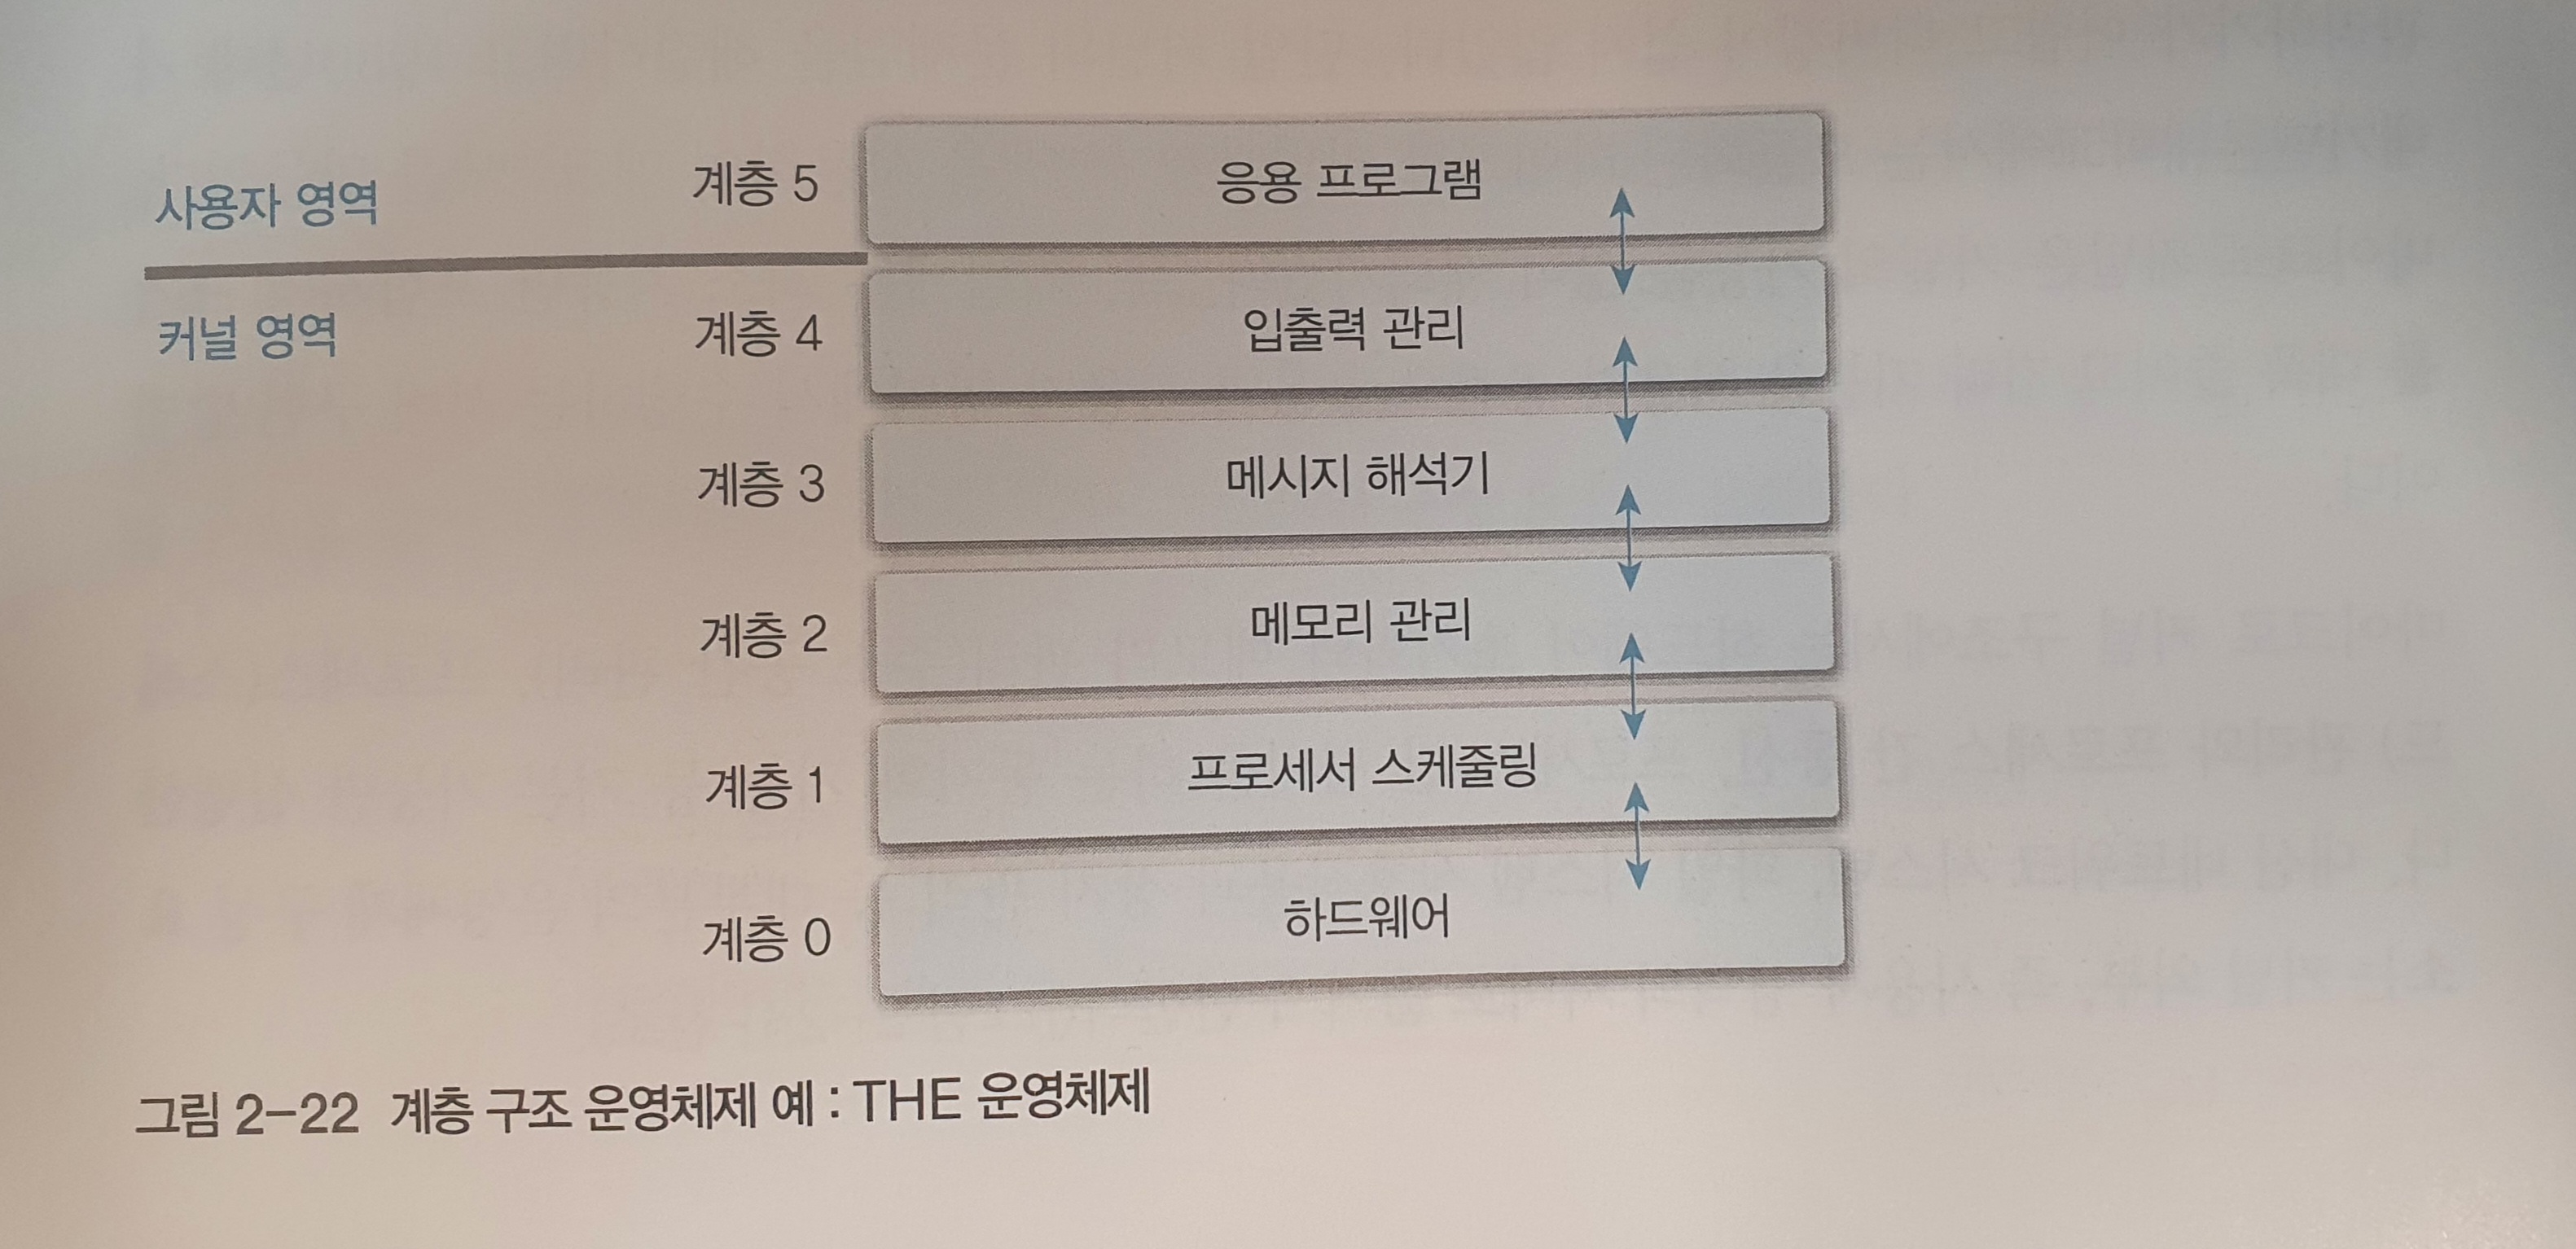 사용자 영역
계층 5
응용 프로그램
커널 영역
계층 4
입출력 관리
계층 3
메시지 해석기
계층 2
메모리 관리
계층 1
프로세서 스케줄링
계층 0
하드웨어
그림 2-22 계층 구조 운영체제 예 : THE 운영체제